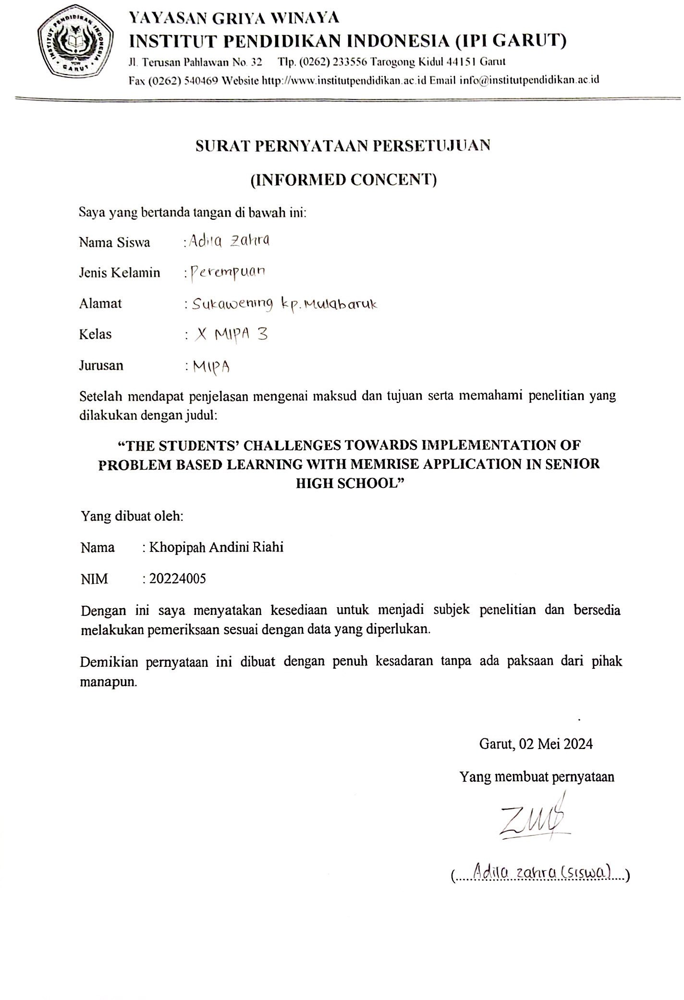 INSTITUT PENDIDIKAN INDONESIA
GARUT
YAYASAN GRIYA WINAYA
INSTITUT PENDIDIKAN INDONESIA (IPI GARUT)
Jl. Terusan Pahlawan No. 32 Tlp. (0262) 233556 Tarogong Kidul 44151 Garut
Fax (0262) 540469 Website http://www.institutpendidikan.ac.id Email info@institutpendidikan.ac.id
SURAT PERNYATAAN PERSETUJUAN
(INFORMED CONCENT)
Saya yang bertanda tangan di bawah ini:
Nama Siswa : Adila Zahra
Jenis Kelamin : Perempuan
Alamat : Sukawening kp. Mulabaruk
Kelas : X MIPA 3
Jurusan : MIPA
Setelah mendapat penjelasan mengenai maksud dan tujuan serta memahami penelitian yang
dilakukan dengan judul:
“THE STUDENTS’ CHALLENGES TOWARDS IMPLEMENTATION OF
PROBLEM BASED LEARNING WITH MEMRISE APPLICATION IN SENIOR
HIGH SCHOOL”
Yang dibuat oleh:
Nama : Khopipah Andini Riahi
NIM : 20224005
Dengan ini saya menyatakan kesediaan untuk menjadi subjek penelitian dan bersedia
melakukan pemeriksaan sesuai dengan data yang diperlukan.
Demikian pernyataan ini dibuat dengan penuh kesadaran tanpa ada paksaan dari pihak
manapun.
Garut, 02 Mei 2024
Yang membuat pernyataan
(.....Adila zahra (siswa).....)